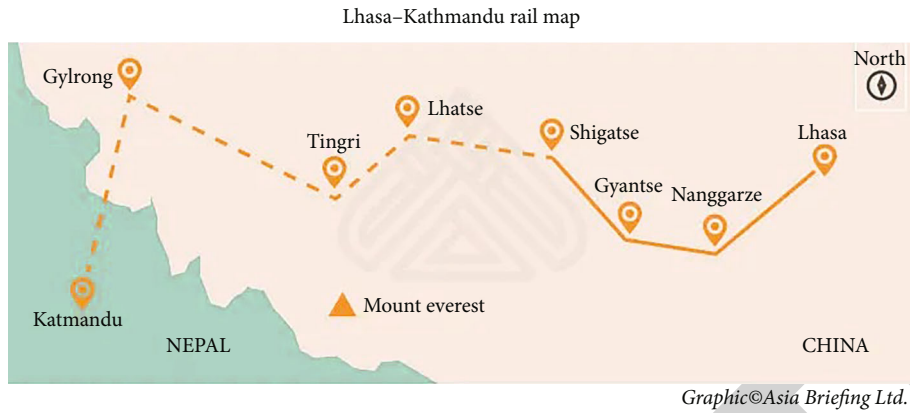 Lhasa–Kathmandu rail map
North
Gylrong
Lhatse
Shigatse
Lhasa
Tingri
Gyantse
Nanggarze
Mount everest
Katmandu
NEPAL
CHINA
Graphic©Asia Briefing Ltd.